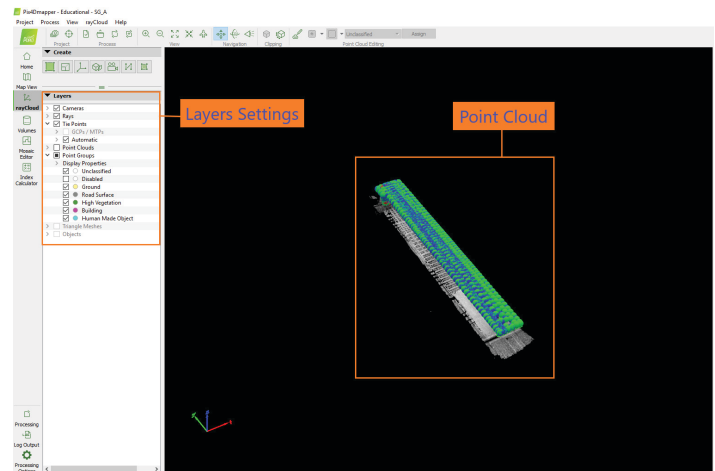 Pix4Dmapper - Educational - SG_A
Project Process View rayCloud Help
Project Process View Navigation Clipping Point Cloud Editing
Unclassified Assign
Home
Map View
rayCloud
Volumes
Mosaic
Editor
Index
Calculator
Processing
Log Output
Processing
Options
Create
Layers
Cameras
Rays
Tie Points
GCPs / MTPs
Automatic
Point Clouds
Point Groups
Display Properties
Unclassified
Disabled
Ground
Road Surface
High Vegetation
Building
Human Made Object
Triangle Meshes
Objects
Layers Settings
Point Cloud